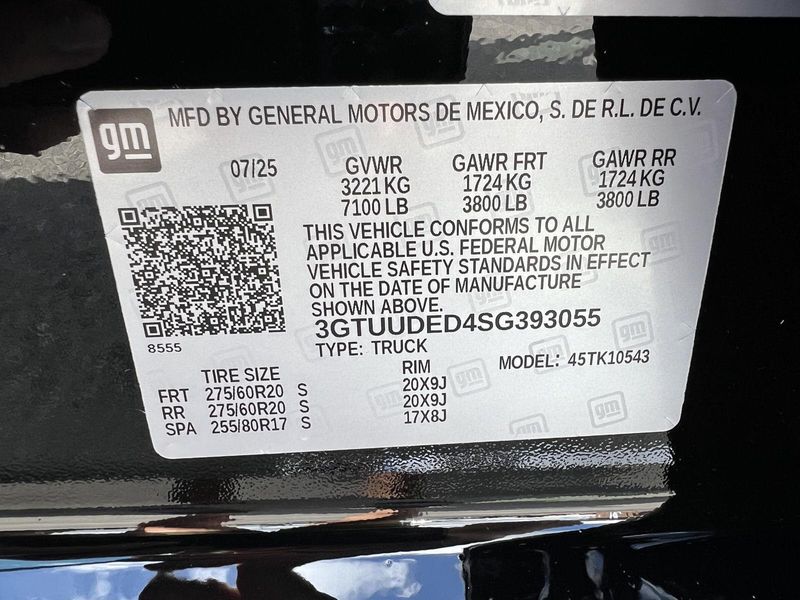 gm
MFD BY GENERAL MOTORS DE MEXICO, S. DE R.L. DE C.V.
07/25
GVWR GAWR FRT GAWR RR
3221 KG 1724 KG 1724 KG
7100 LB 3800 LB 3800 LB
THIS VEHICLE CONFORMS TO ALL
APPLICABLE U.S. FEDERAL MOTOR
VEHICLE SAFETY STANDARDS IN EFFECT
ON THE DATE OF MANUFACTURE
SHOWN ABOVE.
3GTUUDED4SG393055
8555
TYPE: TRUCK MODEL: 45TK10543
TIRE SIZE RIM
FRT 275/60R20 S 20X9J
RR 275/60R20 S 20X9J
SPA 255/80R17 S 17X8J